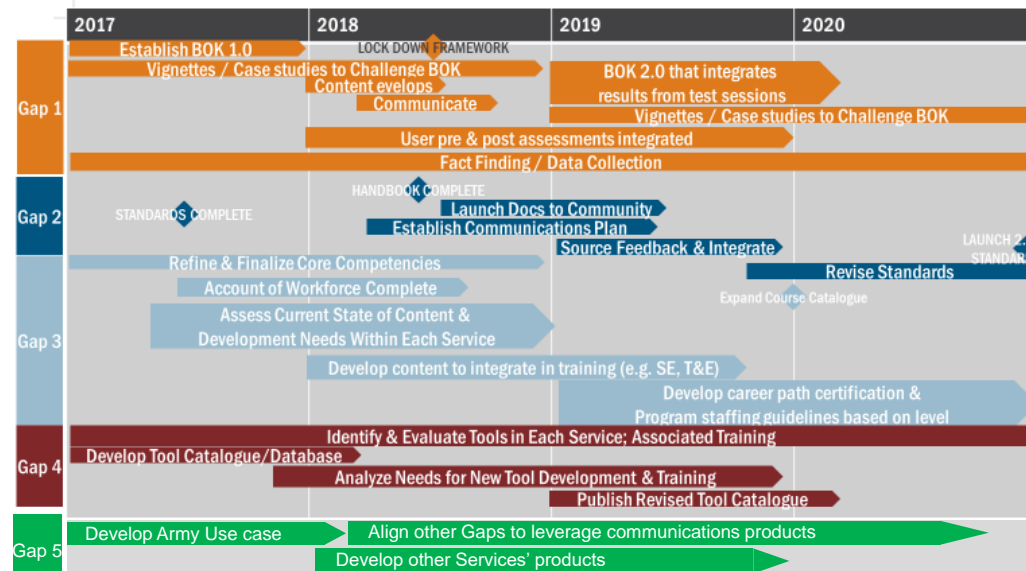 2017 2018 2019 2020
Gap 1
Establish BOK 1.0
LOCK DOWN FRAMEWORK
Vignettes / Case studies to Challenge BOK
Content evelops
Communicate
BOK 2.0 that integrates
results from test sessions
Vignettes / Case studies to Challenge BOK
User pre & post assessments integrated
Fact Finding / Data Collection
Gap 2
HANDBOOK COMPLETE
STANDARDS COMPLETE
Launch Docs to Community
Establish Communications Plan
Source Feedback & Integrate
LAUNCH 2.
STANDAR
Revise Standards
Gap 3
Refine & Finalize Core Competencies
Account of Workforce Complete
Expand Course Catalogue
Assess Current State of Content &
Development Needs Within Each Service
Develop content to integrate in training (e.g. SE, T&E)
Develop career path certification &
Program staffing guidelines based on level
Gap 4
Identify & Evaluate Tools in Each Service; Associated Training
Develop Tool Catalogue/Database
Analyze Needs for New Tool Development & Training
Publish Revised Tool Catalogue
Gap 5
Develop Army Use case
Align other Gaps to leverage communications products
Develop other Services' products